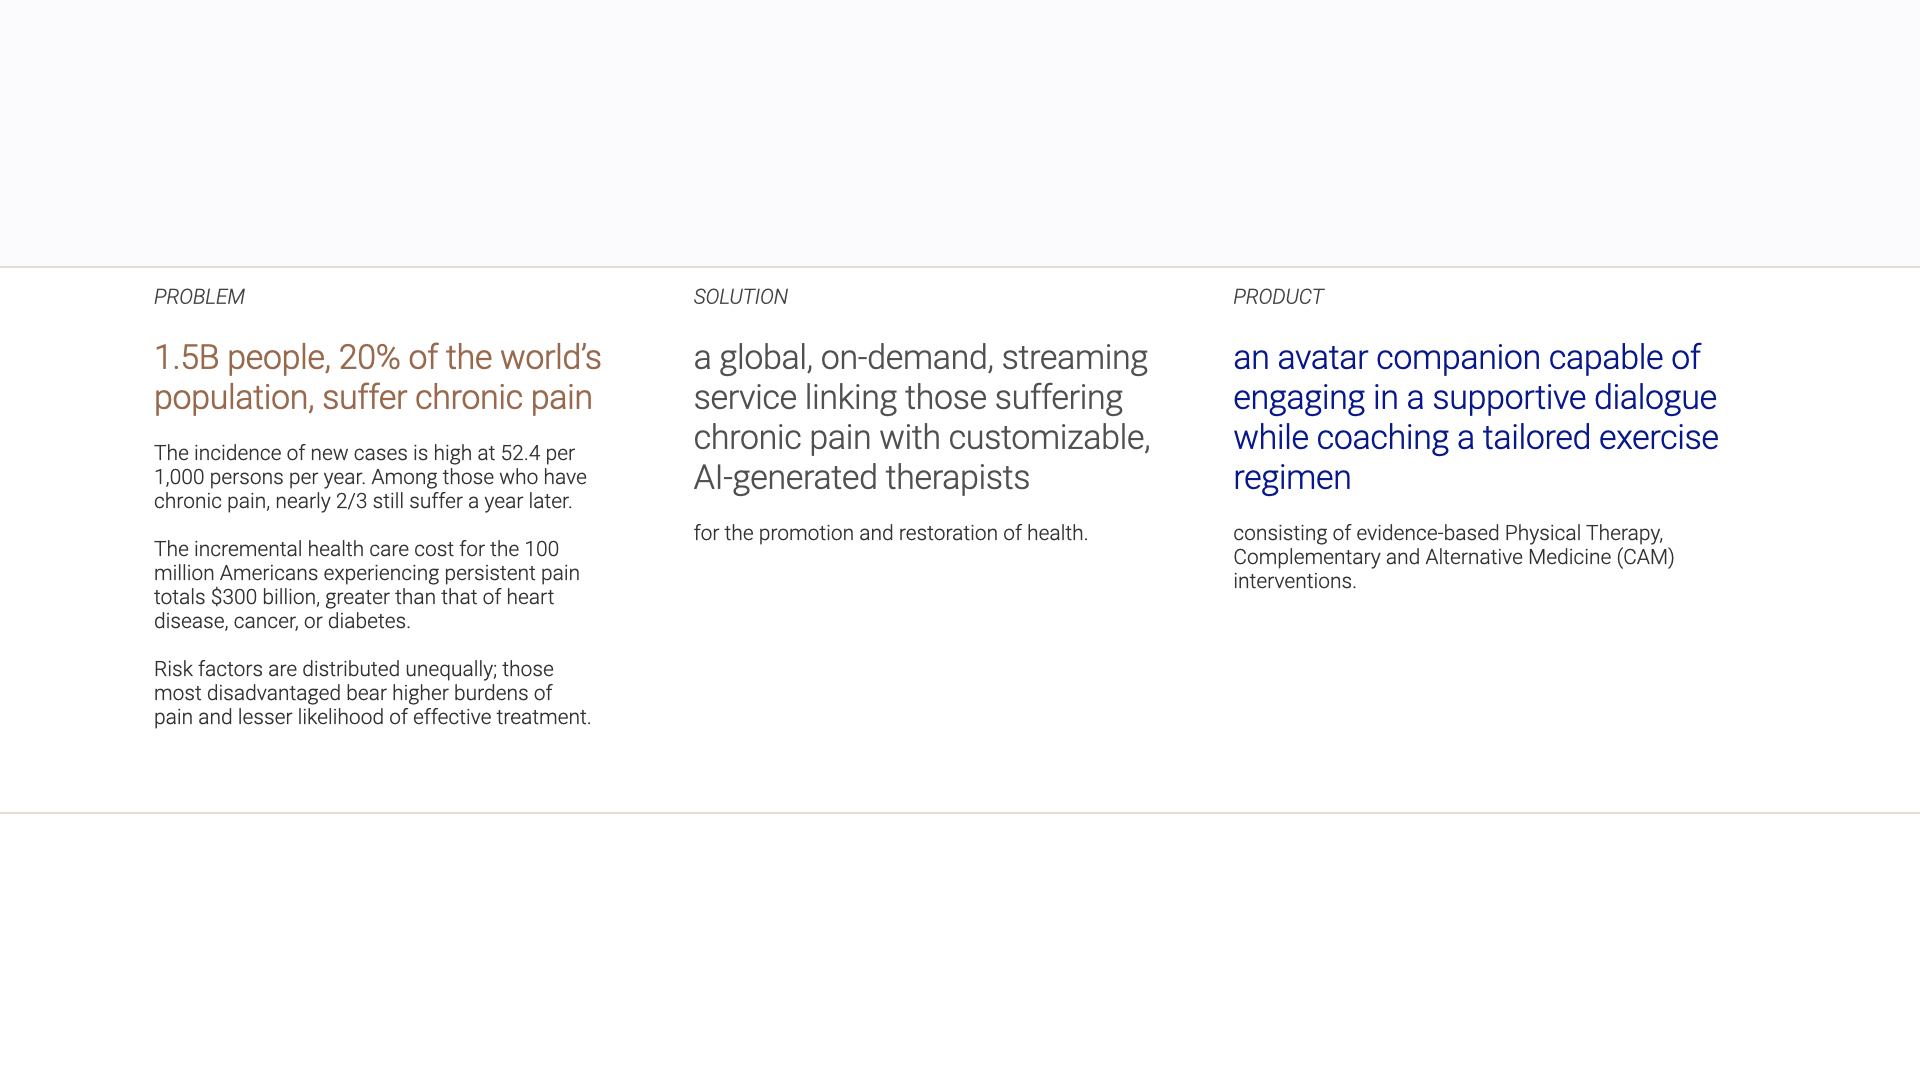 PROBLEM
1.5B people, 20% of the world’s
population, suffer chronic pain
The incidence of new cases is high at 52.4 per
1,000 persons per year. Among those who have
chronic pain, nearly 2/3 still suffer a year later.
The incremental health care cost for the 100
million Americans experiencing persistent pain
totals $300 billion, greater than that of heart
disease, cancer, or diabetes.
Risk factors are distributed unequally; those
most disadvantaged bear higher burdens of
pain and lesser likelihood of effective treatment.
SOLUTION
a global, on-demand, streaming
service linking those suffering
chronic pain with customizable,
AI-generated therapists
for the promotion and restoration of health.
PRODUCT
an avatar companion capable of
engaging in a supportive dialogue
while coaching a tailored exercise
regimen
consisting of evidence-based Physical Therapy,
Complementary and Alternative Medicine (CAM)
interventions.